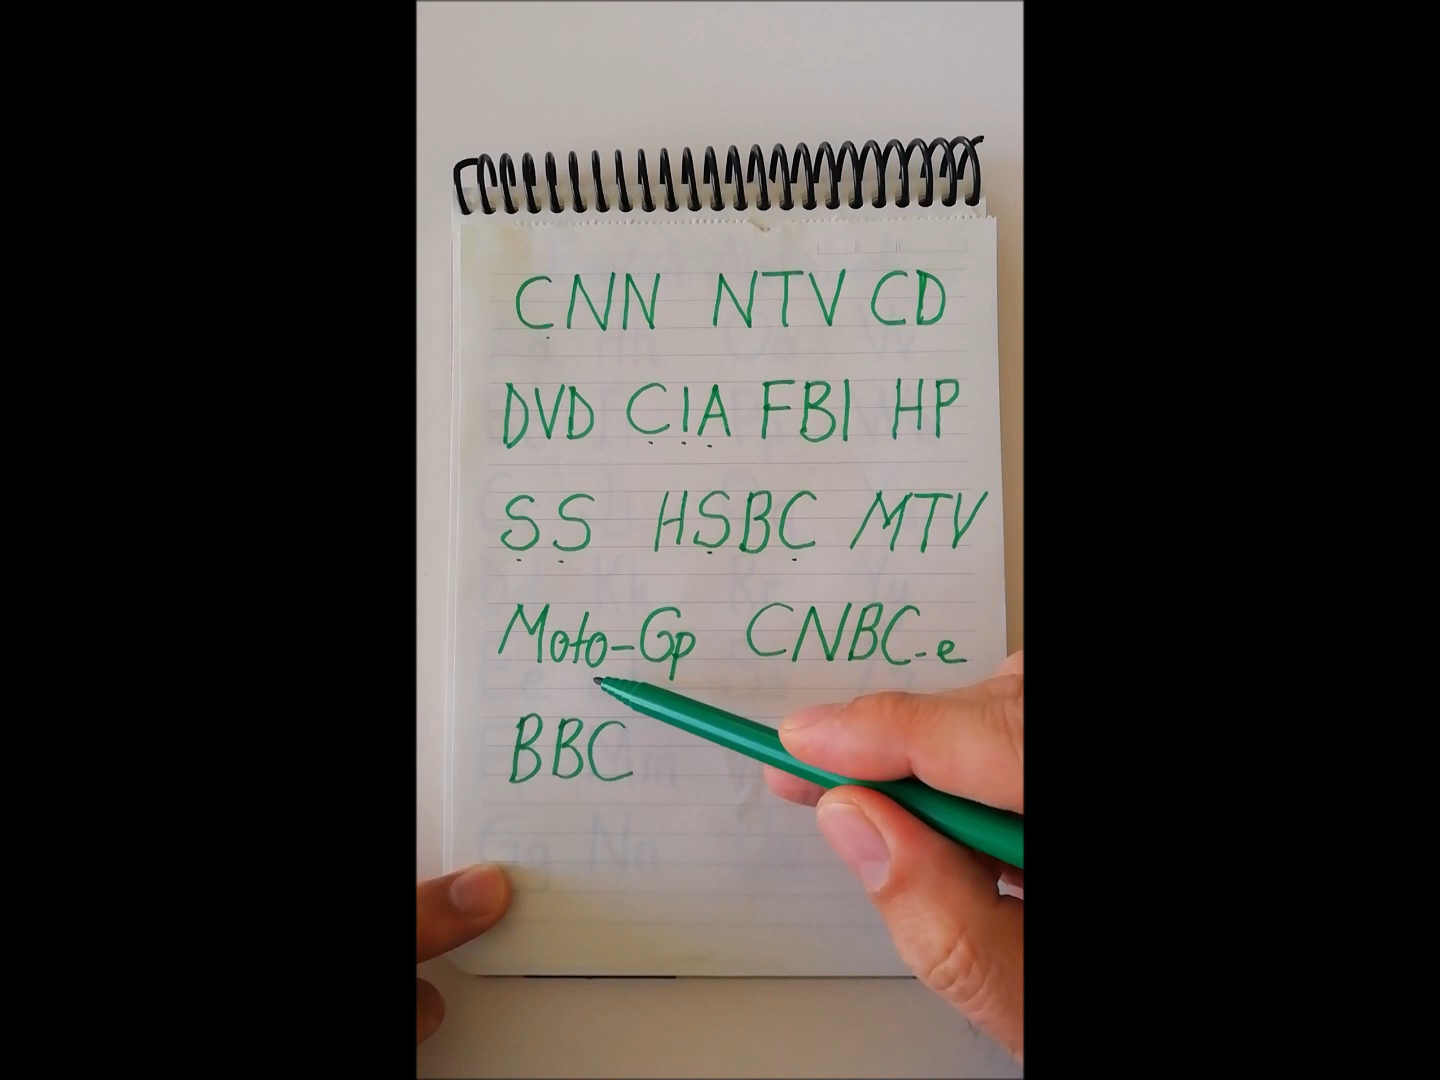 CNN NTV CD
DVD CIA FBI HP
SS HSBC MTV
Moto-Gp CNBC-e
BBC